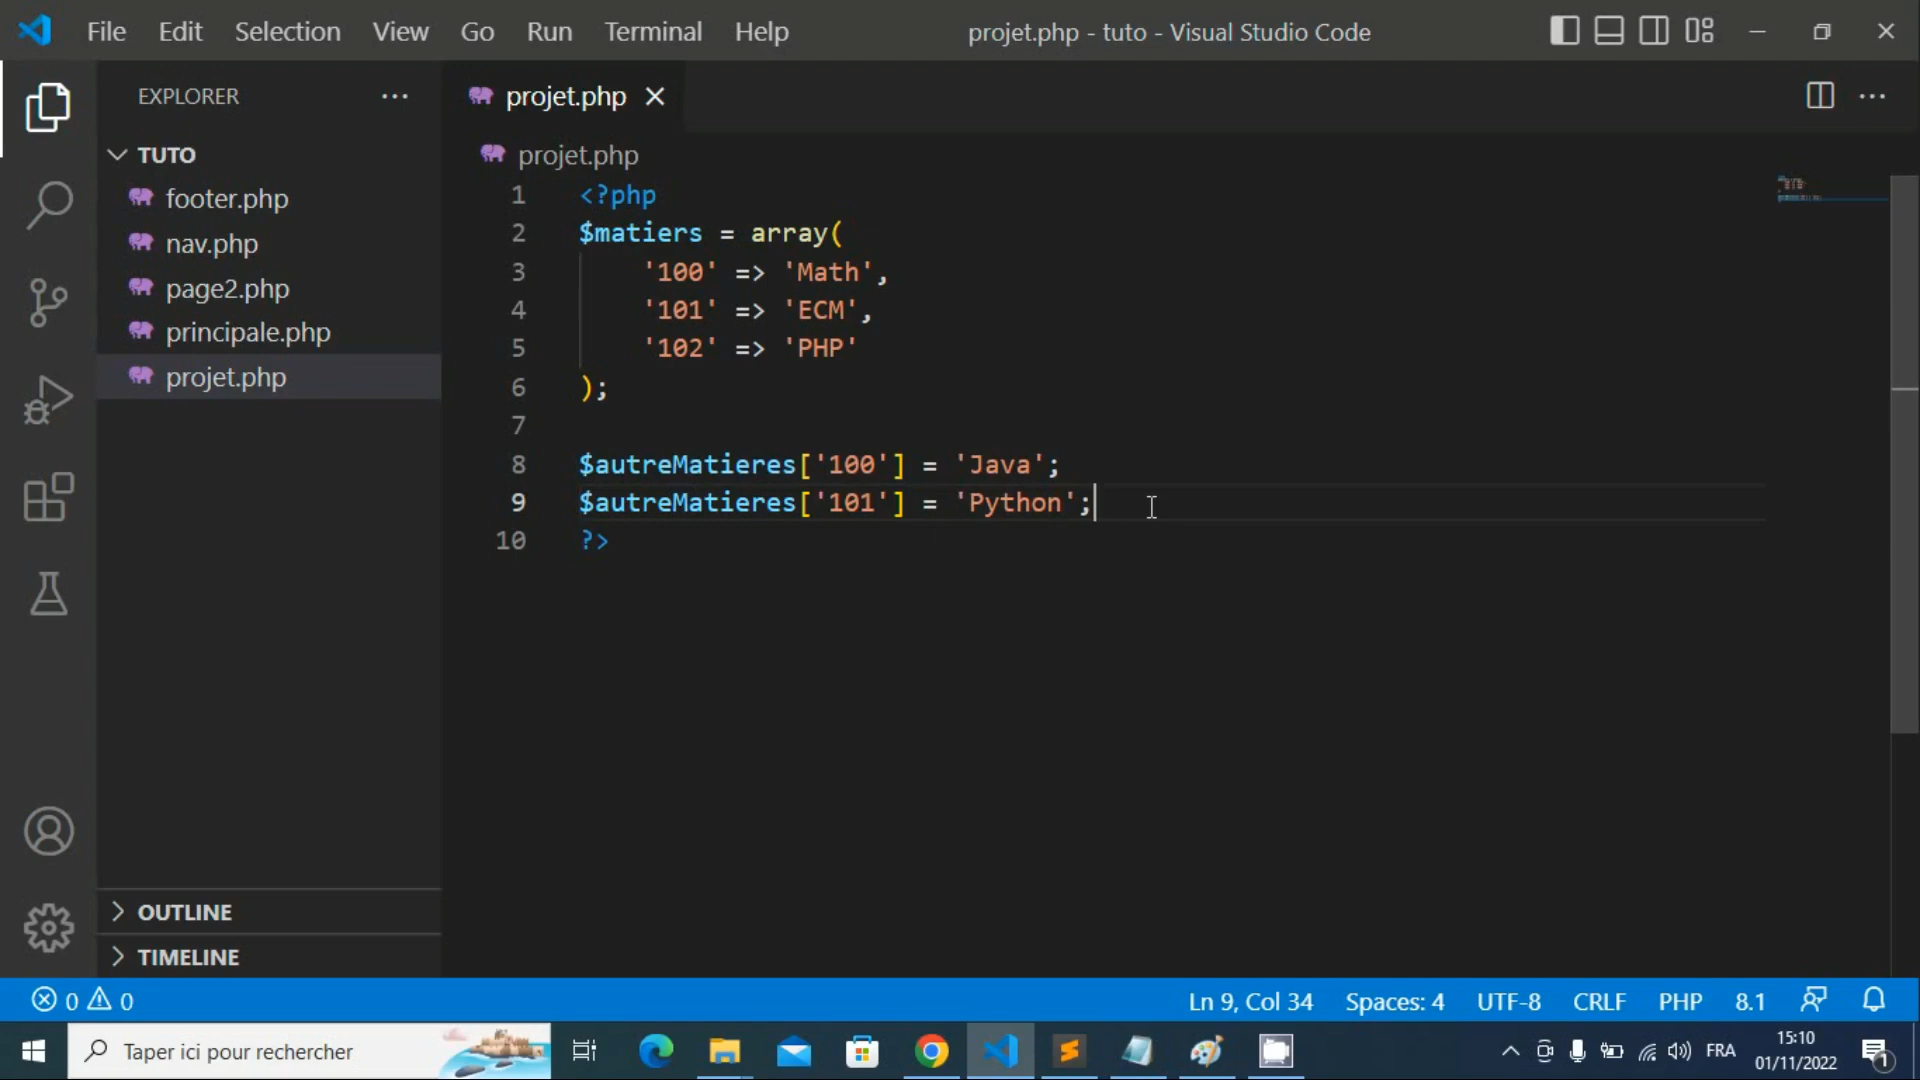 File Edit Selection View Go Run Terminal Help projet.php - tuto - Visual Studio Code
EXPLORER
projet.php
TUTO
projet.php
footer.php
nav.php
page2.php
principale.php
projet.php
1 <?php
2 $matiers = array(
3 '100' => 'Math',
4 '101' => 'ECM',
5 '102' => 'PHP'
6 );
7
8 $autreMatieres['100'] = 'Java';
9 $autreMatieres['101'] = 'Python';
10 ?>
OUTLINE
TIMELINE
0 0 Ln 9, Col 34 Spaces: 4 UTF-8 CRLF PHP 8.1
Taper ici pour rechercher
FRA
15:10
01/11/2022
1